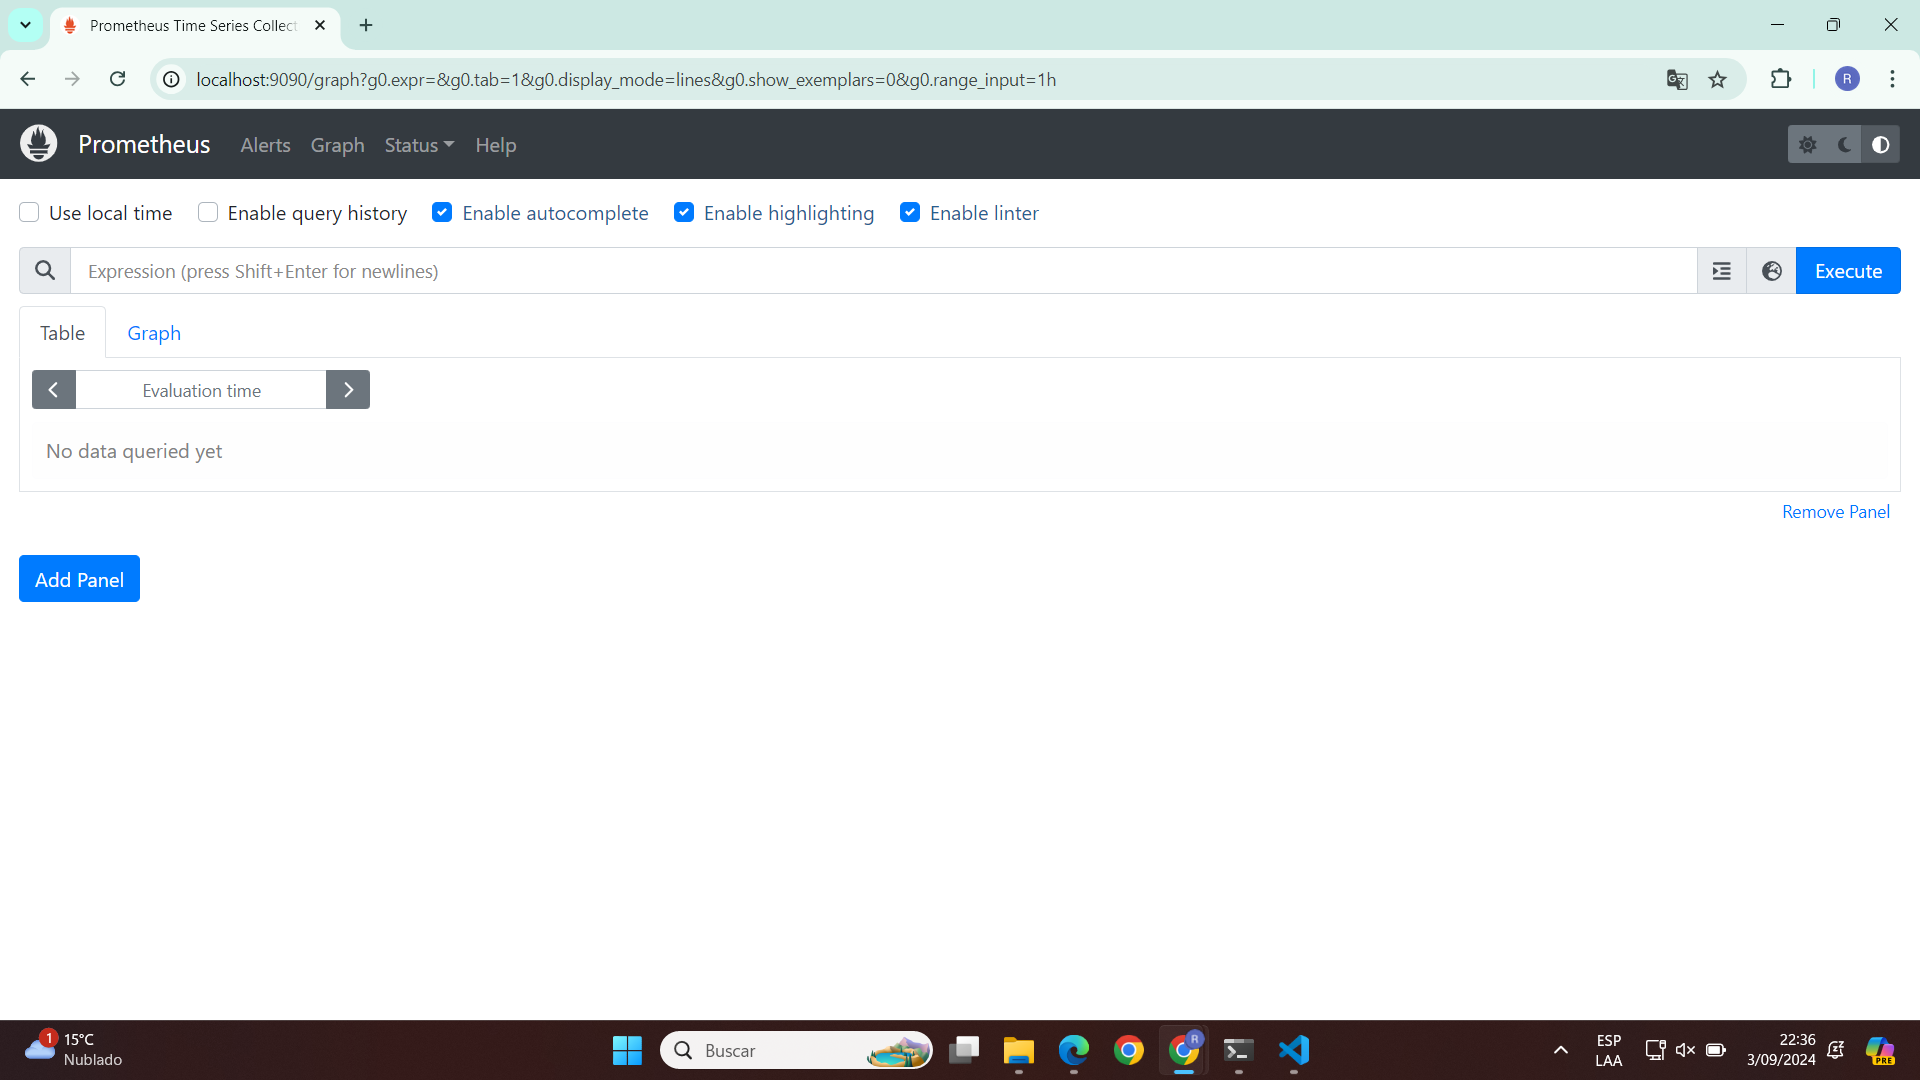 Prometheus Time Series Collect
localhost:9090/graph?g0.expr=&g0.tab=1&g0.display_mode=lines&g0.show_exemplars=0&g0.range_input=1h
R
Prometheus Alerts Graph Status Help
Use local time Enable query history Enable autocomplete Enable highlighting Enable linter
Expression (press Shift+Enter for newlines) Execute
Table Graph
Evaluation time
No data queried yet
Remove Panel
Add Panel
1 15°C
Nublado
Buscar
R
PRE
ESP
LAA
22:36
3/09/2024